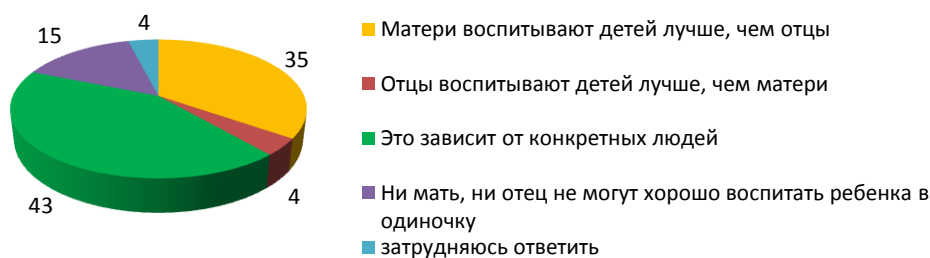 4
15
35
43
4
Матери воспитывают детей лучше, чем отцы
Отцы воспитывают детей лучше, чем матери
Это зависит от конкретных людей
Ни мать, ни отец не могут хорошо воспитать ребенка в
одиночку
затрудняюсь ответить